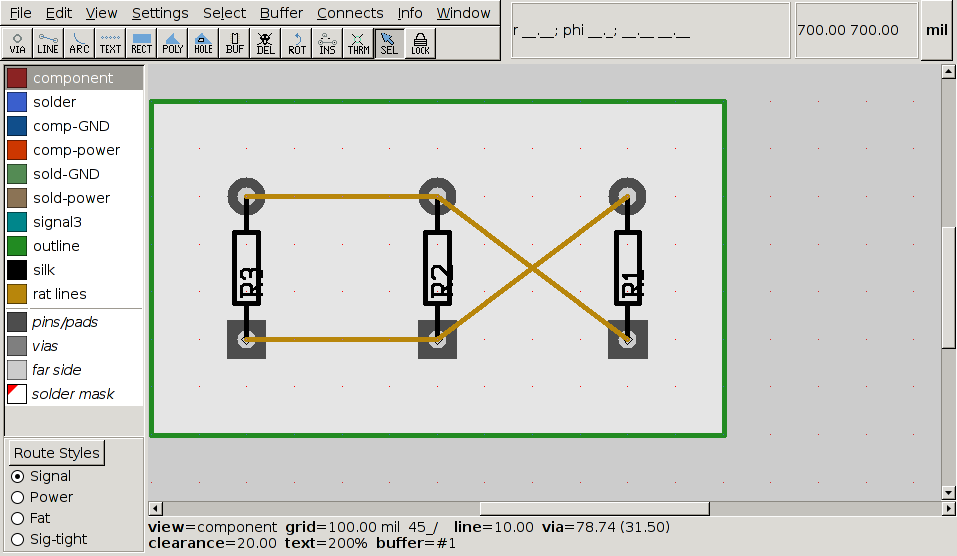 File Edit View Settings Select Buffer Connects Info Window
r __.__; phi __._; __.__ __.__
700.00 700.00
mil
VIA LINE ARC TEXT RECT POLY HOLE BUF DEL ROT INS THRM SEL LOCK
component
solder
comp-GND
comp-power
sold-GND
sold-power
signal3
outline
silk
rat lines
pins/pads
vias
far side
solder mask
R3 R2 R1
Route Styles
Signal
Power
Fat
Sig-tight
view=component grid=100.00 mil 45_/ line=10.00 via=78.74 (31.50)
clearance=20.00 text=200% buffer=#1